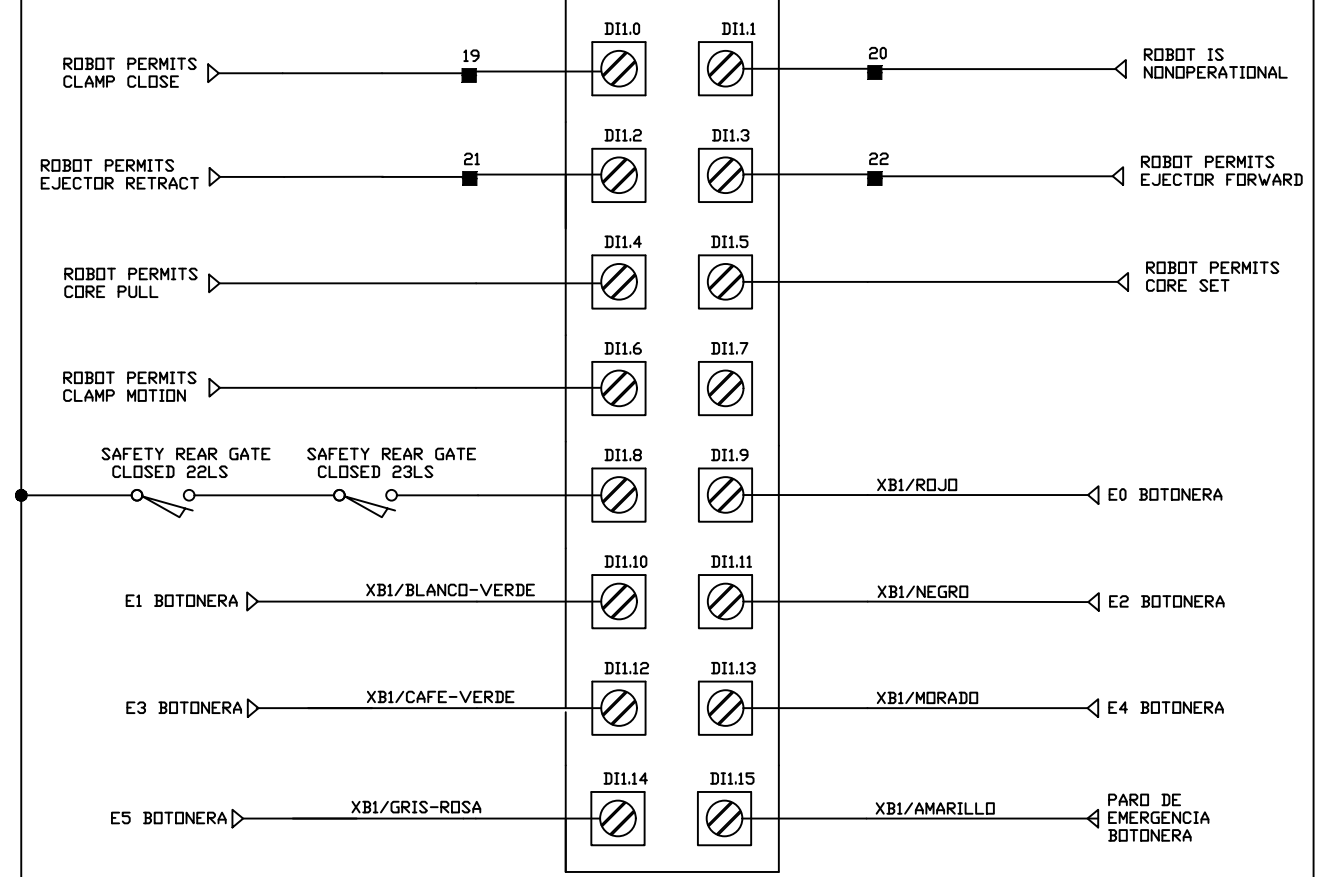 DI1.0
DI1.1
ROBOT PERMITS
CLAMP CLOSE
19
20
ROBOT IS
NONOPERATIONAL
DI1.2
DI1.3
ROBOT PERMITS
EJECTOR RETRACT
21
22
ROBOT PERMITS
EJECTOR FORWARD
DI1.4
DI1.5
ROBOT PERMITS
CORE PULL
ROBOT PERMITS
CORE SET
DI1.6
DI1.7
ROBOT PERMITS
CLAMP MOTION
SAFETY REAR GATE
CLOSED 22LS
SAFETY REAR GATE
CLOSED 23LS
DI1.8
DI1.9
XB1/ROJO
E0 BOTONERA
DI1.10
DI1.11
E1 BOTONERA
XB1/BLANCO-VERDE
XB1/NEGRO
E2 BOTONERA
DI1.12
DI1.13
E3 BOTONERA
XB1/CAFE-VERDE
XB1/MORADO
E4 BOTONERA
DI1.14
DI1.15
E5 BOTONERA
XB1/GRIS-ROSA
XB1/AMARILLO
PARO DE
EMERGENCIA
BOTONERA